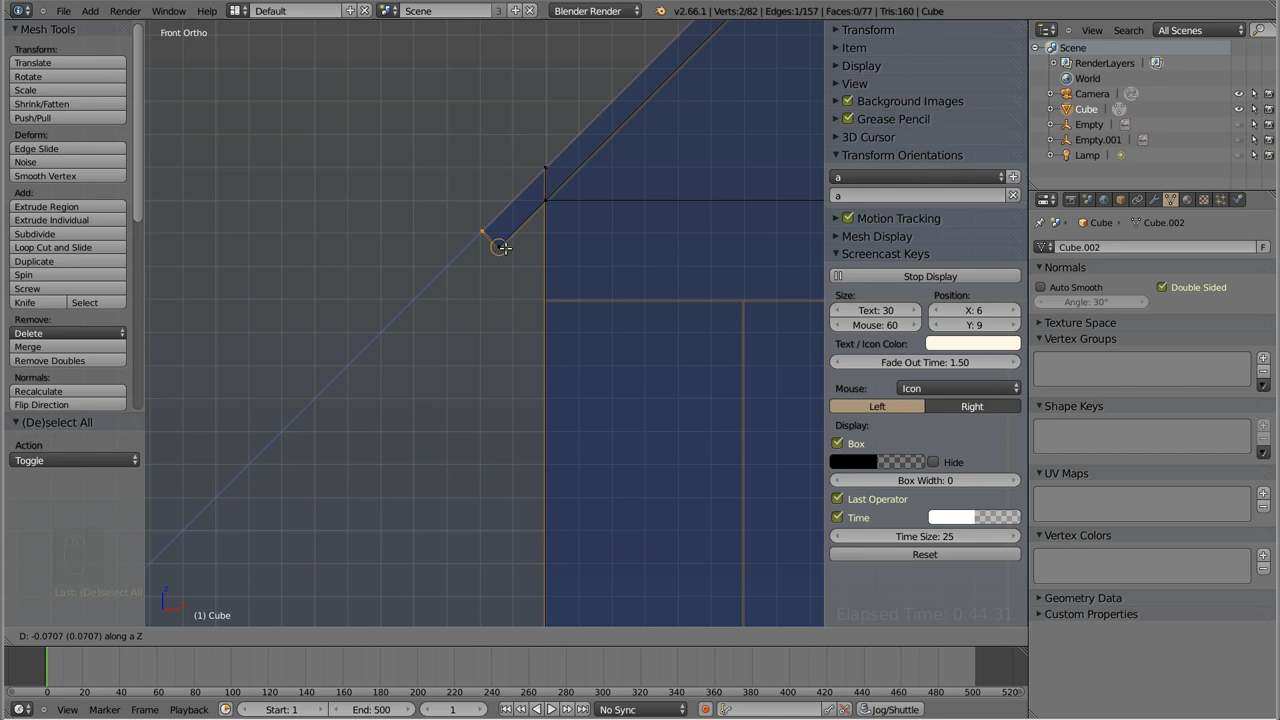 File Add Render Window Help Default Scene 3 Blender Render v2.66.1 | Verts:2/82 | Edges:1/157 | Faces:0/77 | Tris:160 | Cube
Mesh Tools
Transform:
Translate
Rotate
Scale
Shrink/Fatten
Push/Pull
Deform:
Edge Slide
Noise
Smooth Vertex
Add:
Extrude Region
Extrude Individual
Subdivide
Loop Cut and Slide
Duplicate
Spin
Screw
Knife Select
Remove:
Delete
Merge
Remove Doubles
Normals:
Recalculate
Flip Direction
(De)select All
Action
Toggle
Front Ortho
Last: (De)select All
z
(1) Cube
Elapsed Time: 0:44:31
D: -0.0707 (0.0707) along a Z
Transform
Item
Display
View
Background Images
Grease Pencil
3D Cursor
Transform Orientations
a
a
Motion Tracking
Mesh Display
Screencast Keys
Stop Display
Size: Position:
Text: 30 X: 6
Mouse: 60 Y: 9
Text / Icon Color:
Fade Out Time: 1.50
Mouse: Icon
Left Right
Display:
Box
Hide
Box Width: 0
Last Operator
Time
Time Size: 25
Reset
View Search All Scenes
Scene
RenderLayers |
World
Camera |
Cube |
Empty |
Empty.001 |
Lamp |
Cube Cube.002
Cube.002 F
Normals
Auto Smooth Double Sided
Angle: 30°
Texture Space
Vertex Groups
Shape Keys
UV Maps
Vertex Colors
Geometry Data
Custom Properties
0 20 40 60 80 100 120 140 160 180 200 220 240 260 280 300 320 340 360 380 400 420 440 460 480 500 520
View Marker Frame Playback Start: 1 End: 500 1 No Sync Jog/Shuttle